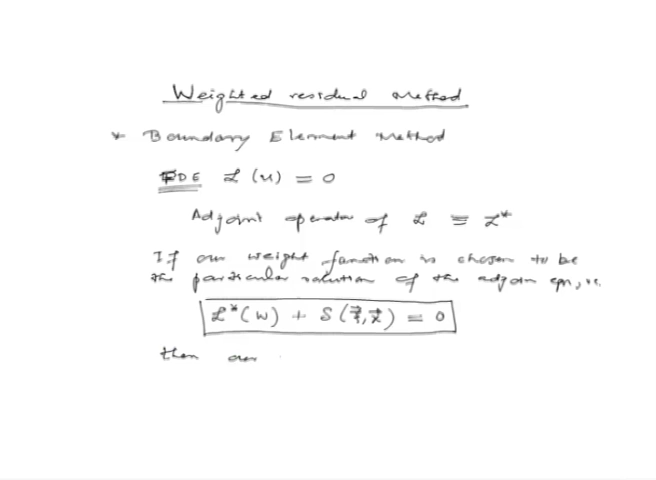 Weighted residual method
* Boundary Element Method
PDE L (u) = 0
Adjoint operator of L ≡ L*
If our weight function is chosen to be
the particular solution of the adjoin eqn, i.e.
L*(w) + δ(ξ⃗, x⃗) = 0
then our